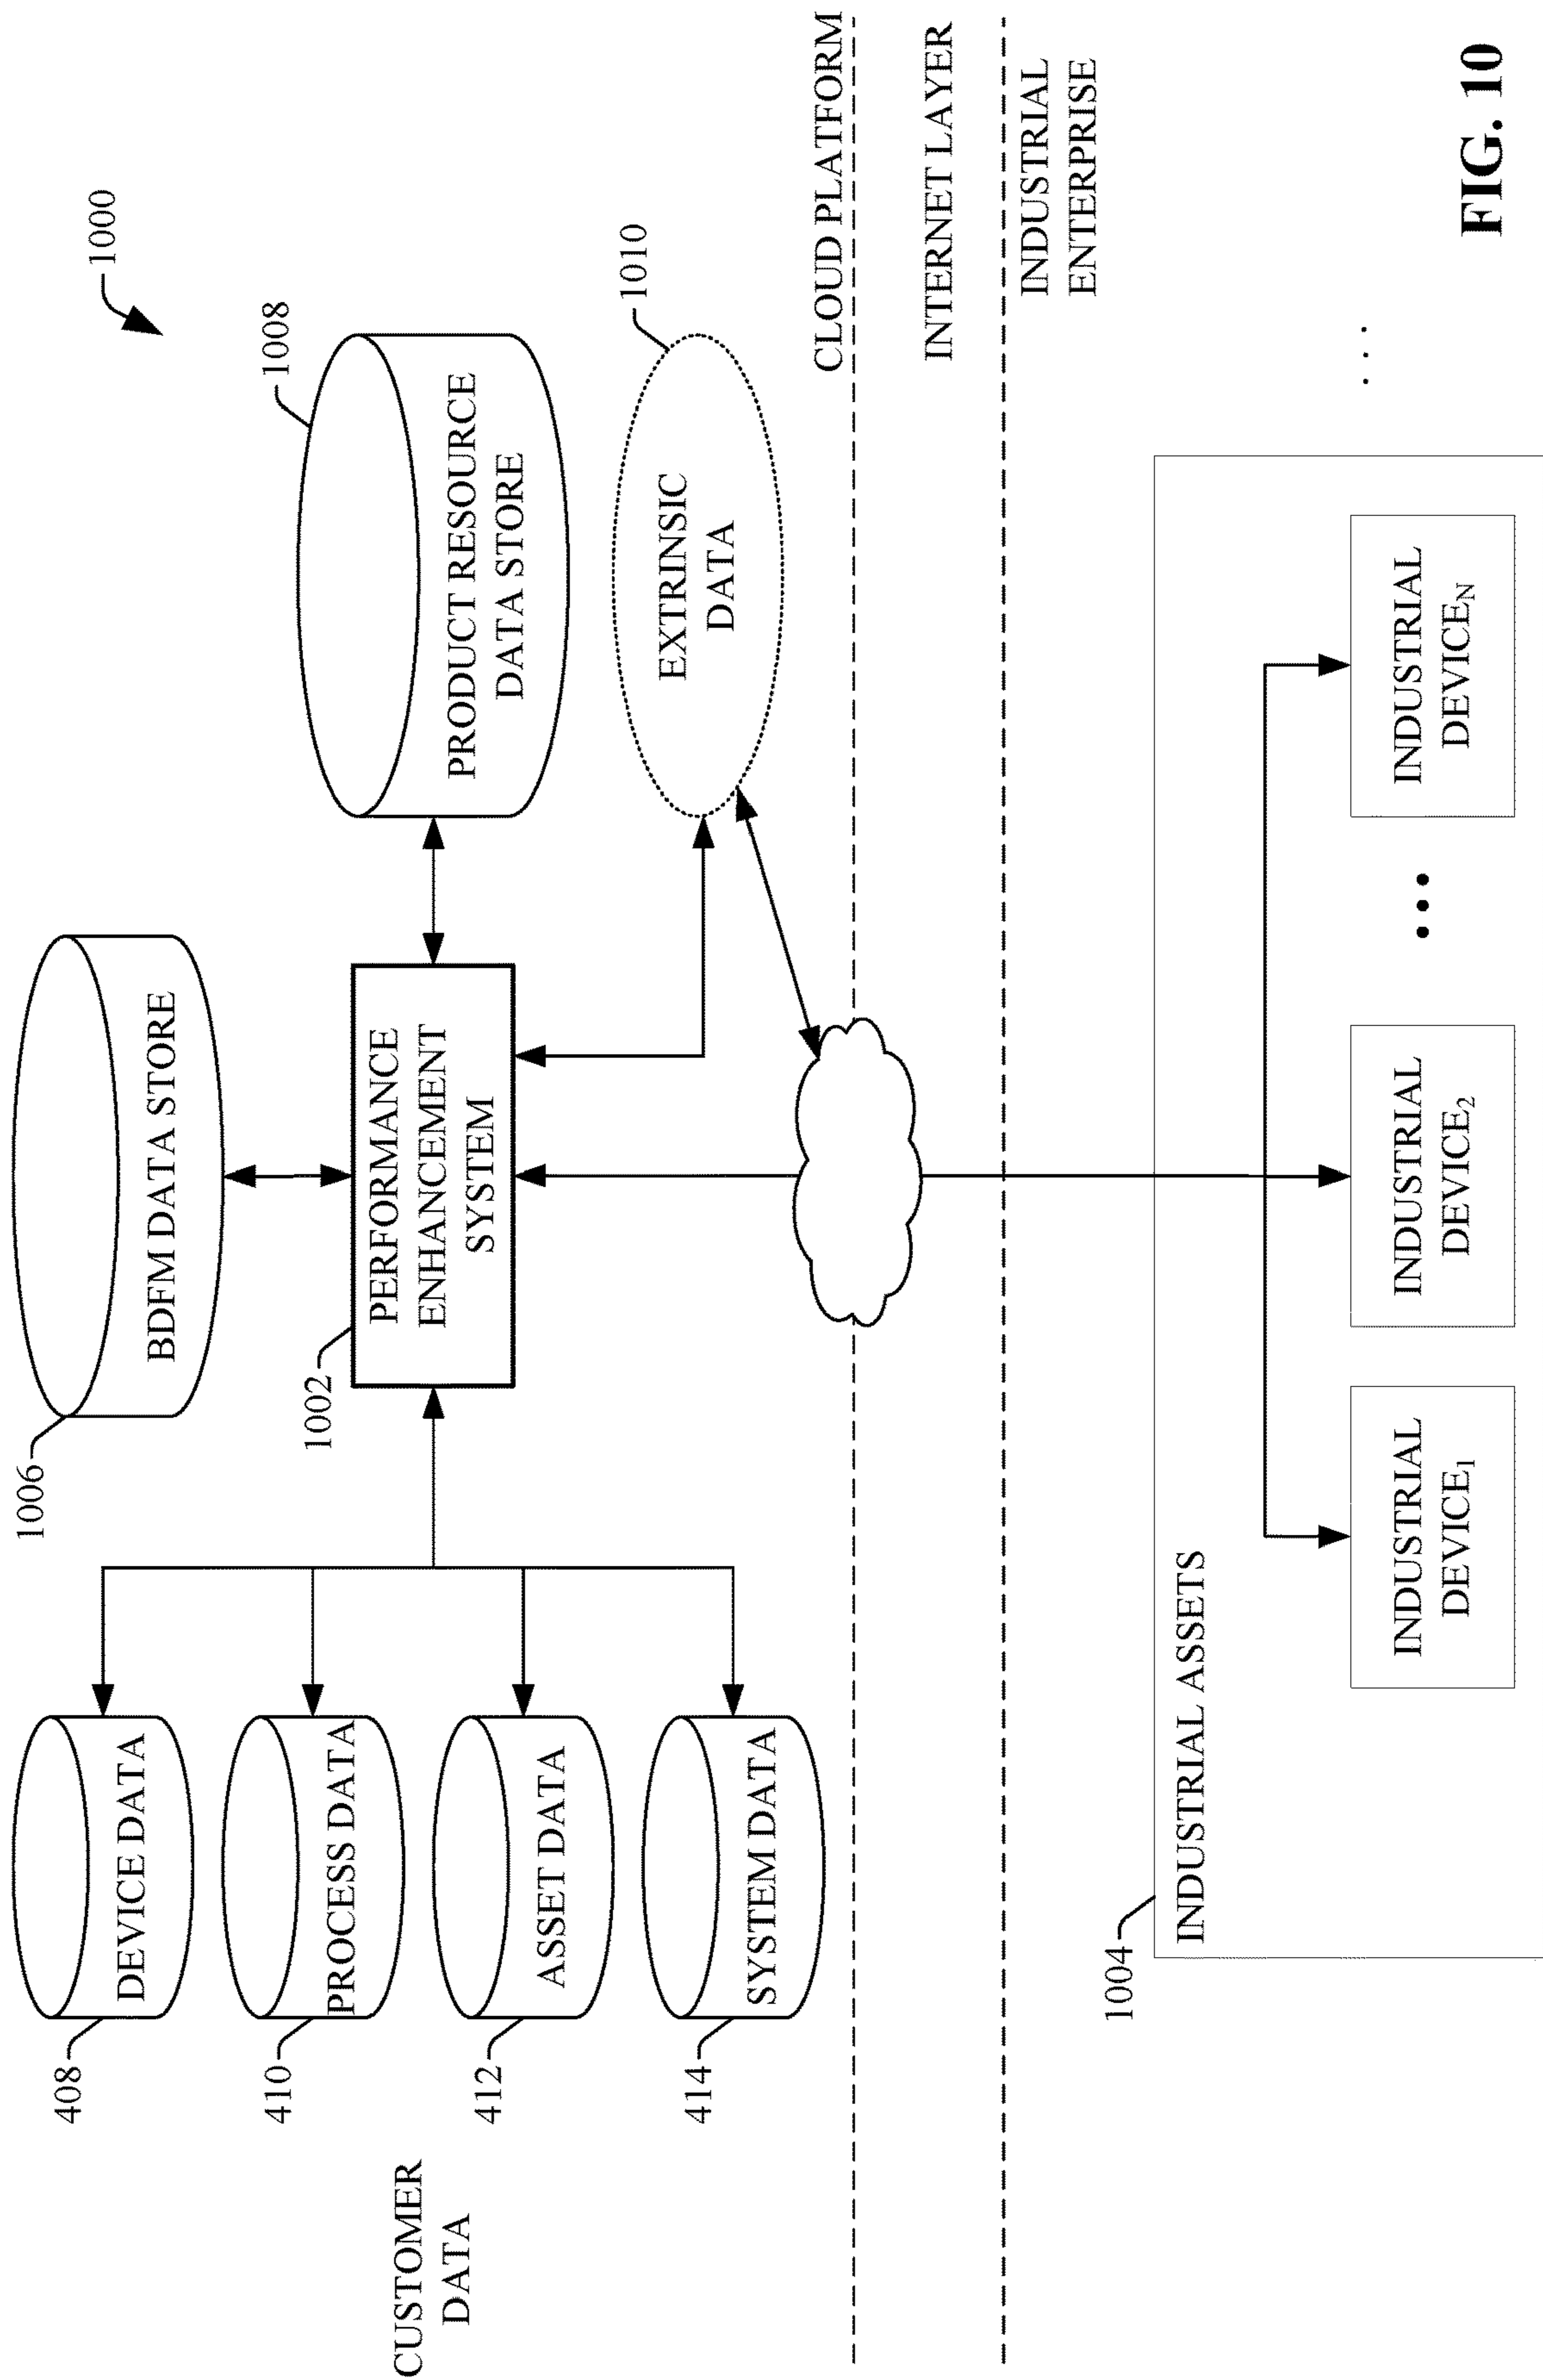 1000
1006
BDFM DATA STORE
408
DEVICE DATA
410
PROCESS DATA
412
ASSET DATA
414
SYSTEM DATA
CUSTOMER
DATA
1002
PERFORMANCE
ENHANCEMENT
SYSTEM
1008
PRODUCT RESOURCE
DATA STORE
1010
EXTRINSIC
DATA
CLOUD PLATFORM
INTERNET LAYER
INDUSTRIAL
ENTERPRISE
1004
INDUSTRIAL ASSETS
INDUSTRIAL
DEVICE₁
INDUSTRIAL
DEVICE₂
•••
INDUSTRIAL
DEVICE_N
...
FIG. 10